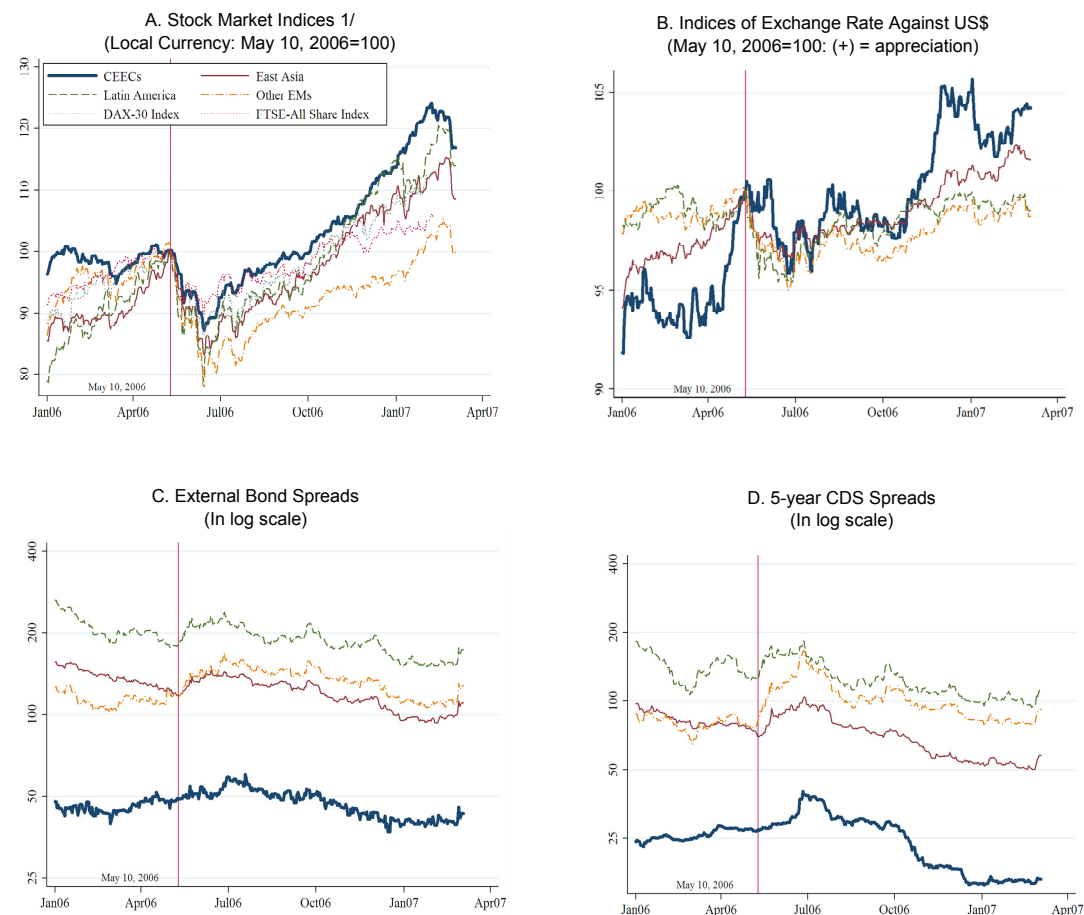 A. Stock Market Indices 1/
(Local Currency: May 10, 2006=100)
CEECs
East Asia
Latin America
Other EMs
DAX-30 Index
FTSE-All Share Index
130
120
110
100
90
80
May 10, 2006
Jan06
Apr06
Jul06
Oct06
Jan07
Apr07
B. Indices of Exchange Rate Against US$
(May 10, 2006=100: (+) = appreciation)
105
100
95
90
May 10, 2006
Jan06
Apr06
Jul06
Oct06
Jan07
Apr07
C. External Bond Spreads
(In log scale)
400
200
100
50
25
May 10, 2006
Jan06
Apr06
Jul06
Oct06
Jan07
Apr07
D. 5-year CDS Spreads
(In log scale)
400
200
100
50
25
May 10, 2006
Jan06
Apr06
Jul06
Oct06
Jan07
Apr07